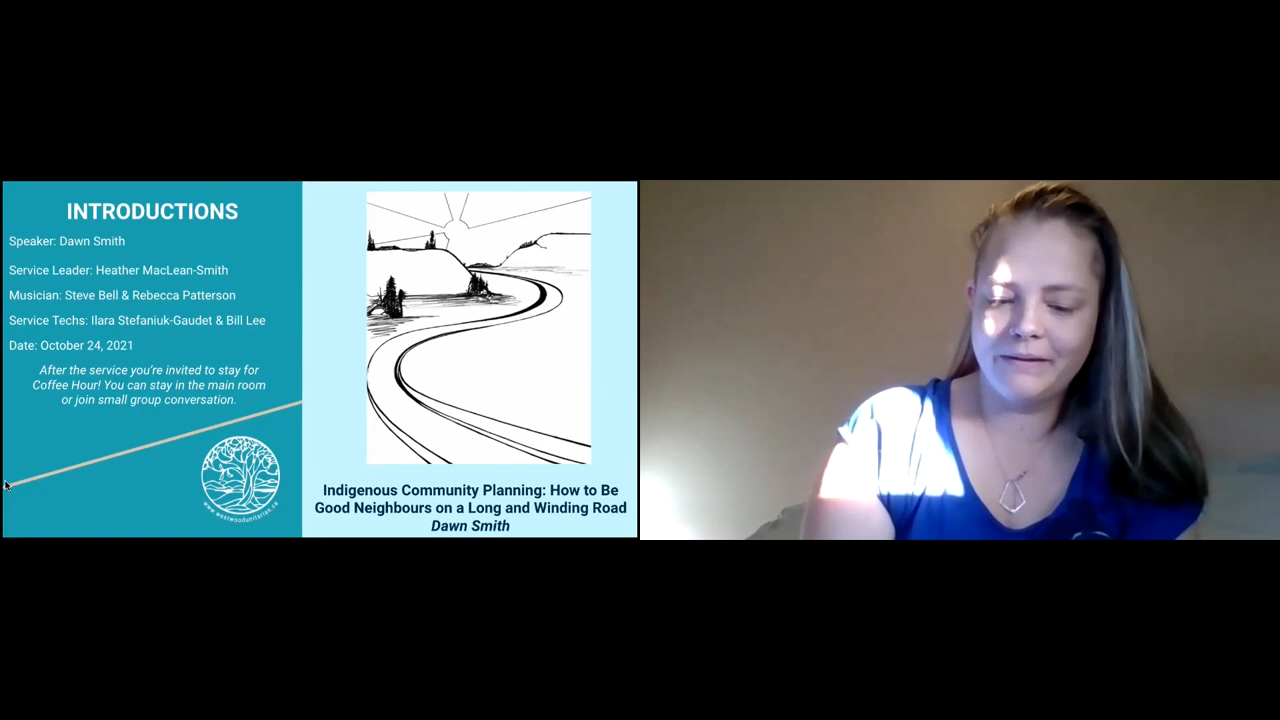 INTRODUCTIONS
Speaker: Dawn Smith
Service Leader: Heather MacLean-Smith
Musician: Steve Bell & Rebecca Patterson
Service Techs: Ilara Stefaniuk-Gaudet & Bill Lee
Date: October 24, 2021
After the service you're invited to stay for
Coffee Hour! You can stay in the main room
or join small group conversation.
www.westwoodunitarian.ca
Indigenous Community Planning: How to Be
Good Neighbours on a Long and Winding Road
Dawn Smith